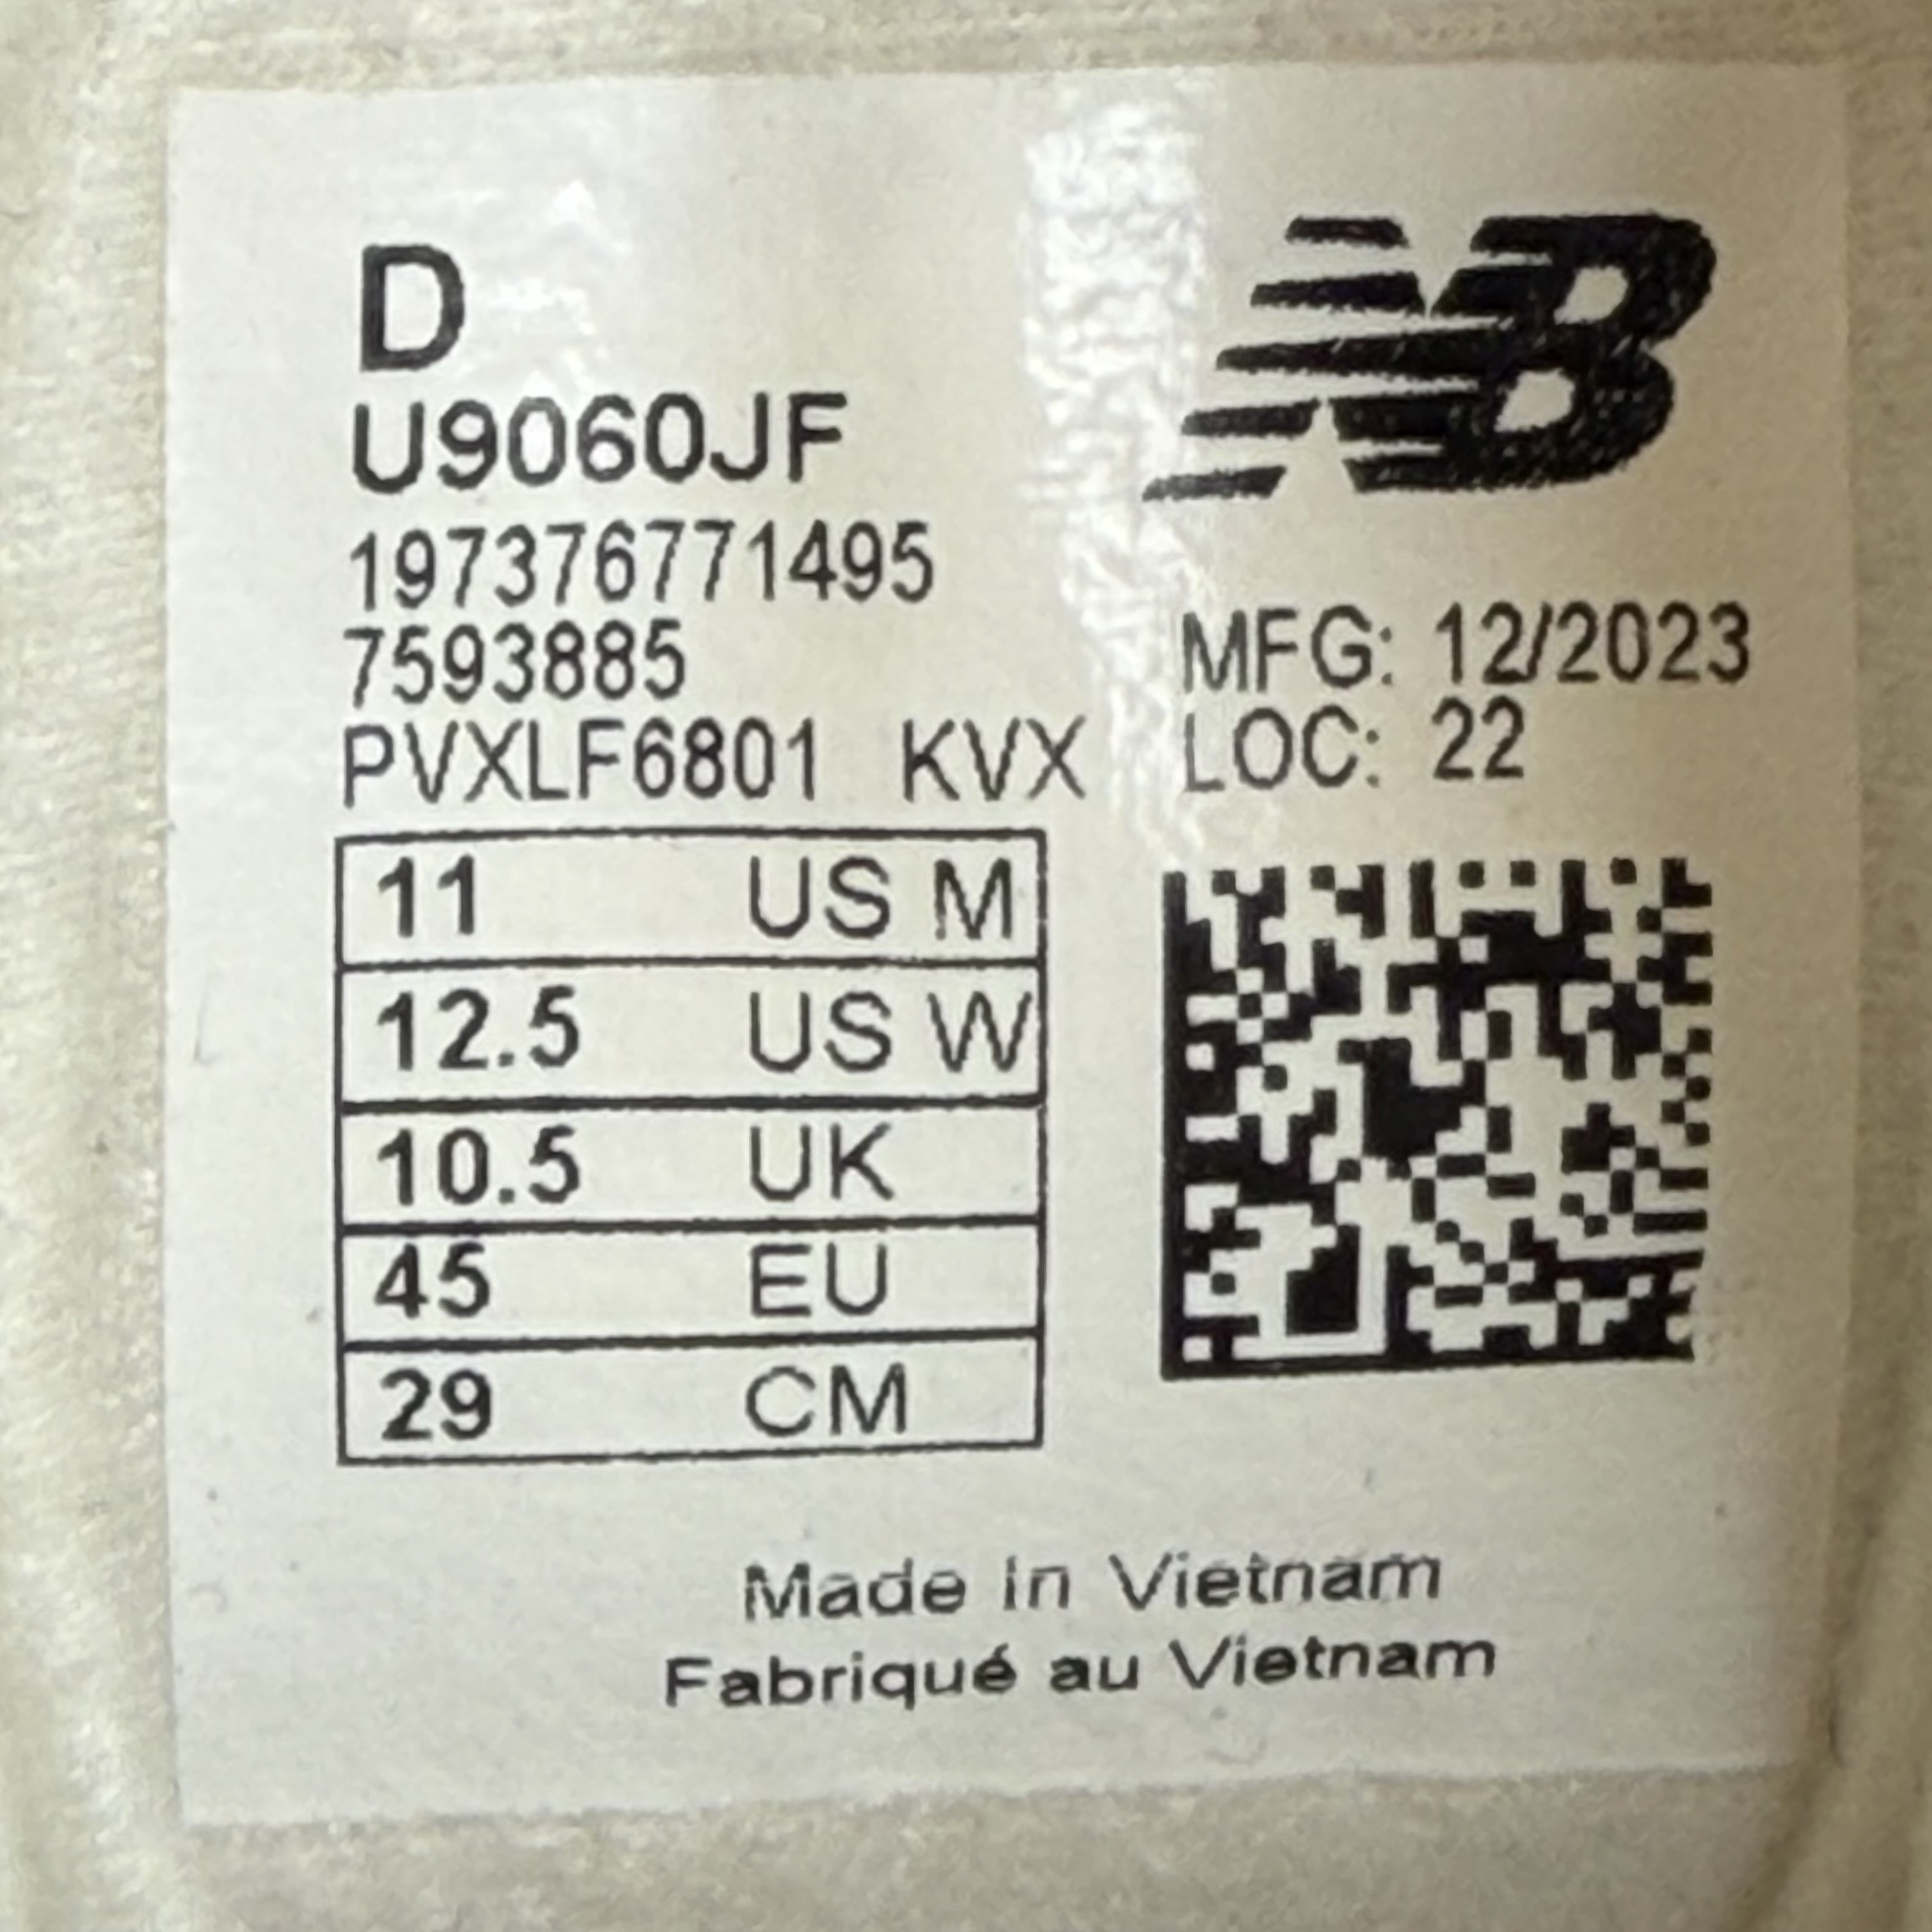 D
NB
U9060JF
197376771495
7593885
MFG: 12/2023
PVXLF6801 KVX
LOC: 22
11 US M
12.5 US W
10.5 UK
45 EU
29 CM
Made in Vietnam
Fabriqué au Vietnam